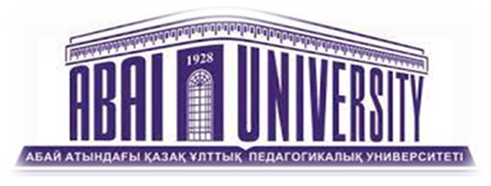 1928
ABAI UNIVERSITY
АБАЙ АТЫНДАҒЫ ҚАЗАҚ ҰЛТТЫҚ ПЕДАГОГИКАЛЫҚ УНИВЕРСИТЕТІ